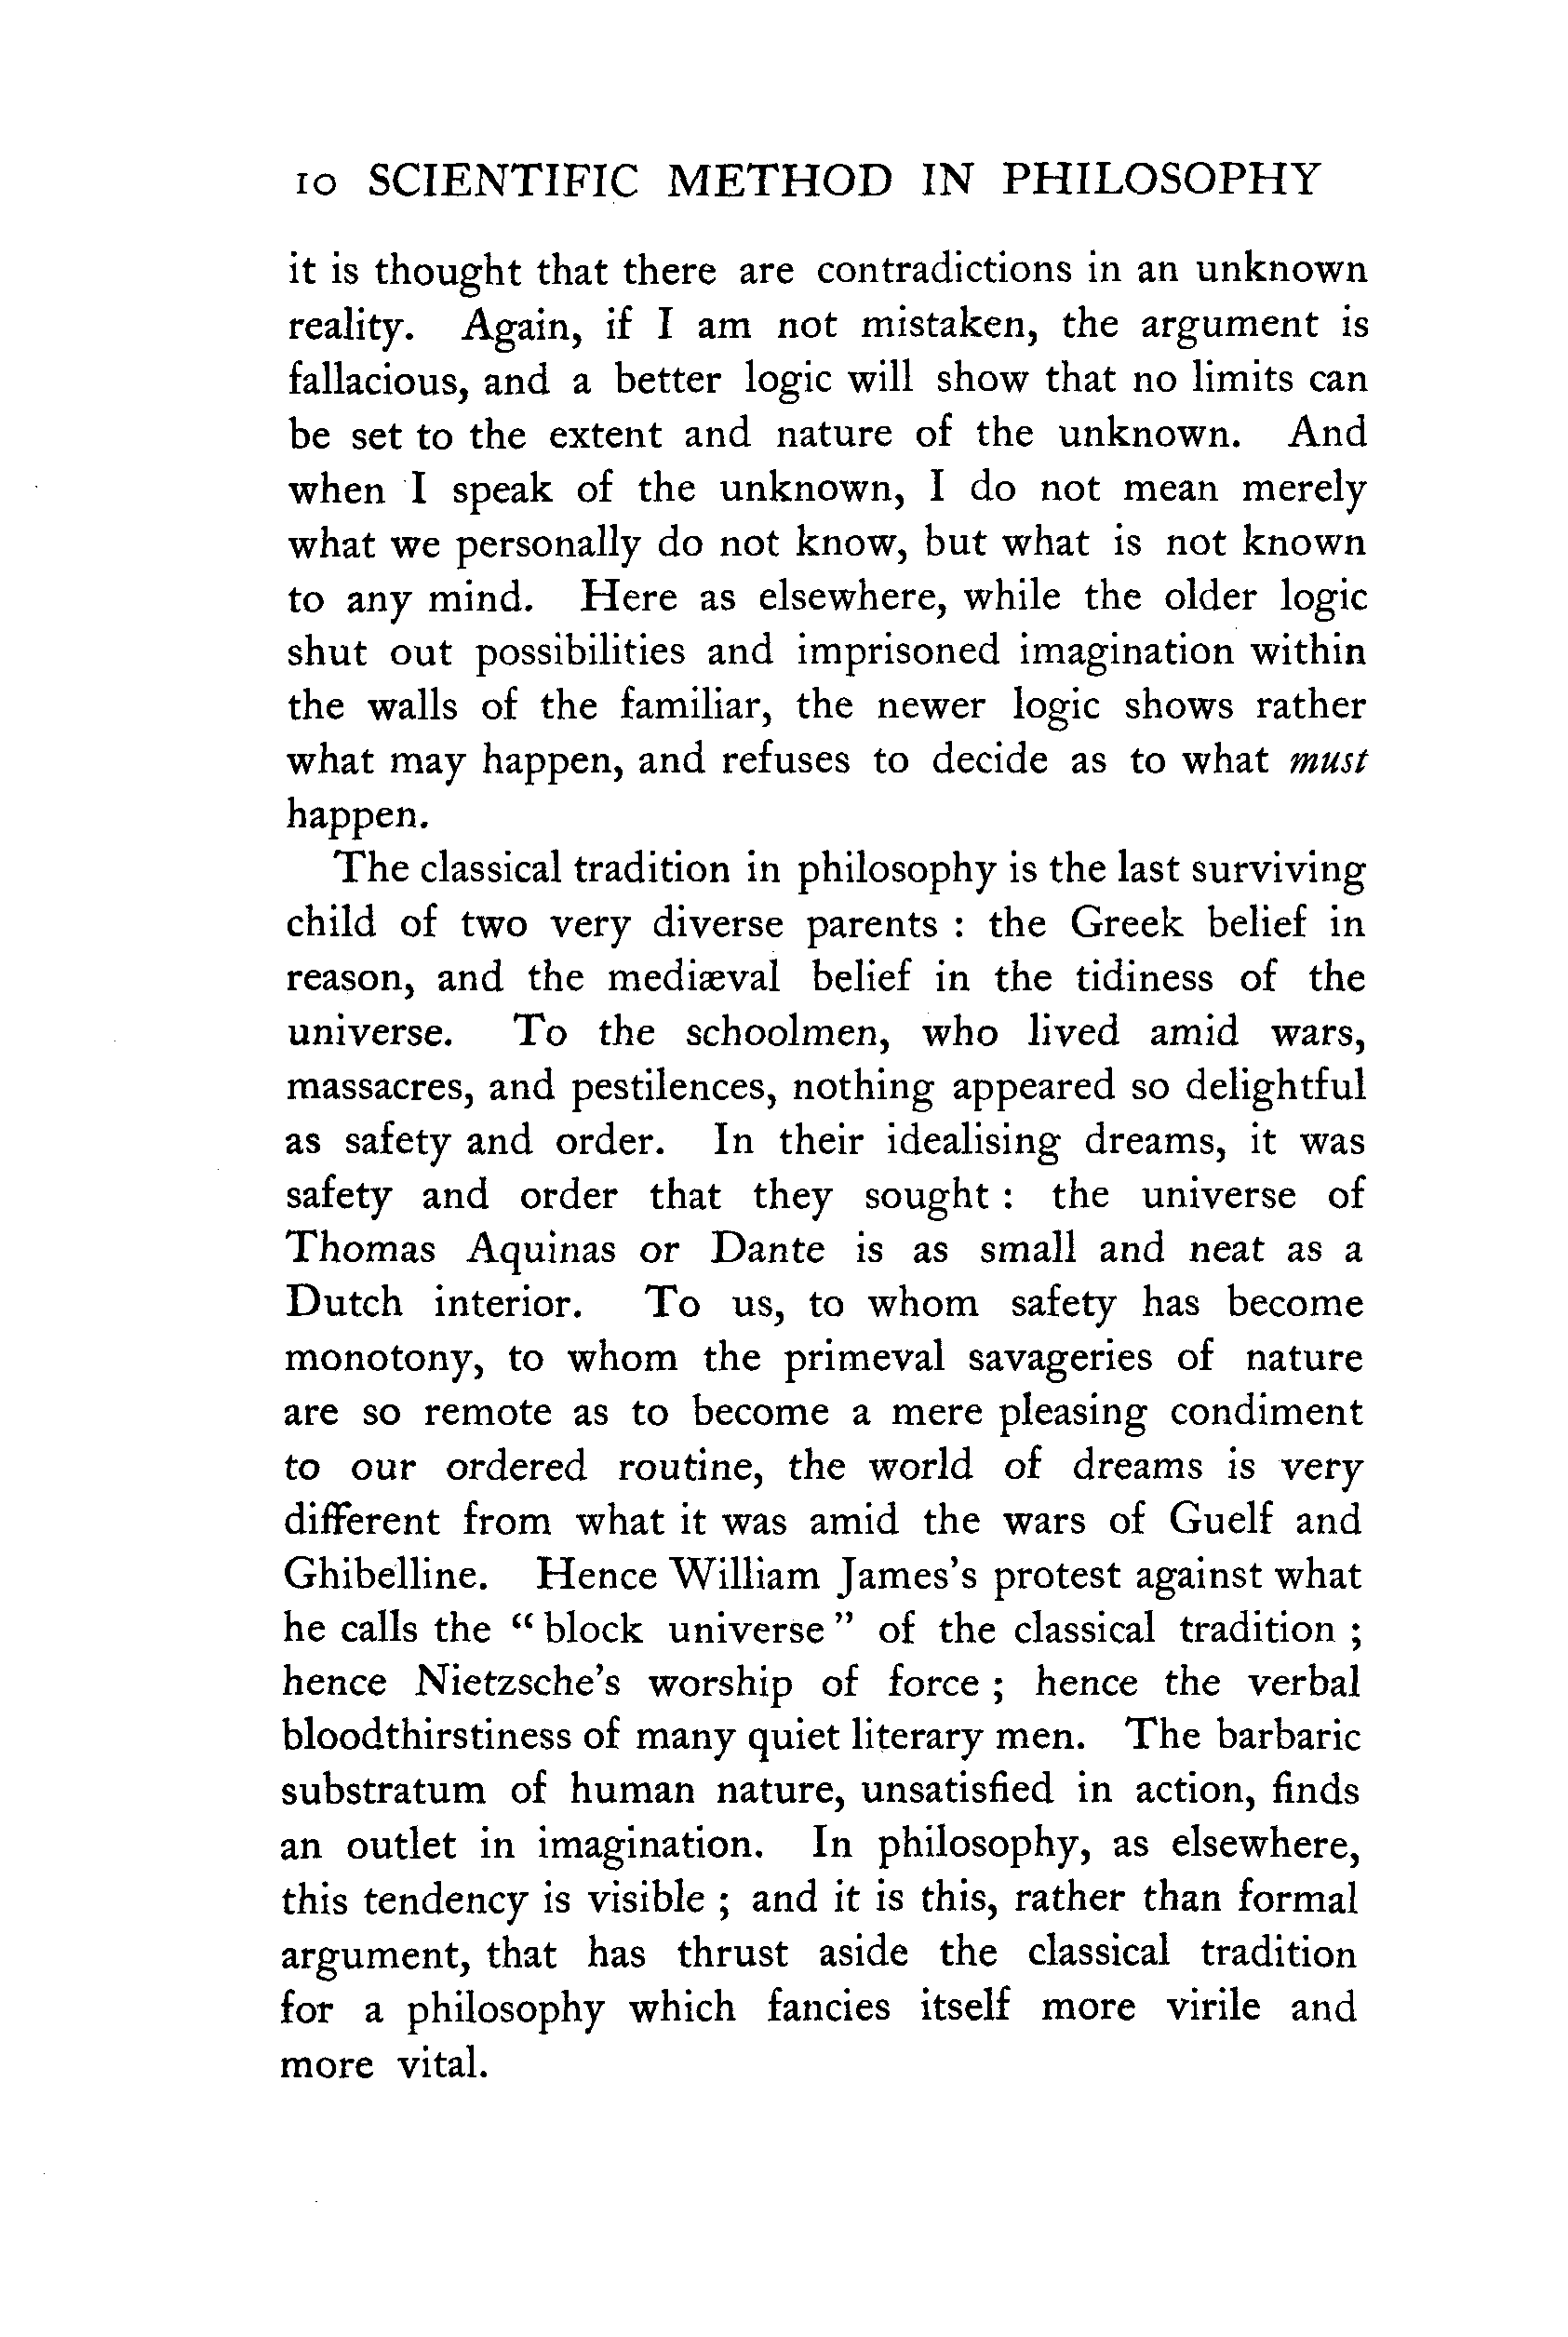 10 SCIENTIFIC METHOD IN PHILOSOPHY
it is thought that there are contradictions in an unknown
reality. Again, if I am not mistaken, the argument is
fallacious, and a better logic will show that no limits can
be set to the extent and nature of the unknown. And
when I speak of the unknown, I do not mean merely
what we personally do not know, but what is not known
to any mind. Here as elsewhere, while the older logic
shut out possibilities and imprisoned imagination within
the walls of the familiar, the newer logic shows rather
what may happen, and refuses to decide as to what must
happen.
The classical tradition in philosophy is the last surviving
child of two very diverse parents : the Greek belief in
reason, and the mediæval belief in the tidiness of the
universe. To the schoolmen, who lived amid wars,
massacres, and pestilences, nothing appeared so delightful
as safety and order. In their idealising dreams, it was
safety and order that they sought : the universe of
Thomas Aquinas or Dante is as small and neat as a
Dutch interior. To us, to whom safety has become
monotony, to whom the primeval savageries of nature
are so remote as to become a mere pleasing condiment
to our ordered routine, the world of dreams is very
different from what it was amid the wars of Guelf and
Ghibelline. Hence William James's protest against what
he calls the “ block universe ” of the classical tradition ;
hence Nietzsche's worship of force ; hence the verbal
bloodthirstiness of many quiet literary men. The barbaric
substratum of human nature, unsatisfied in action, finds
an outlet in imagination. In philosophy, as elsewhere,
this tendency is visible ; and it is this, rather than formal
argument, that has thrust aside the classical tradition
for a philosophy which fancies itself more virile and
more vital.